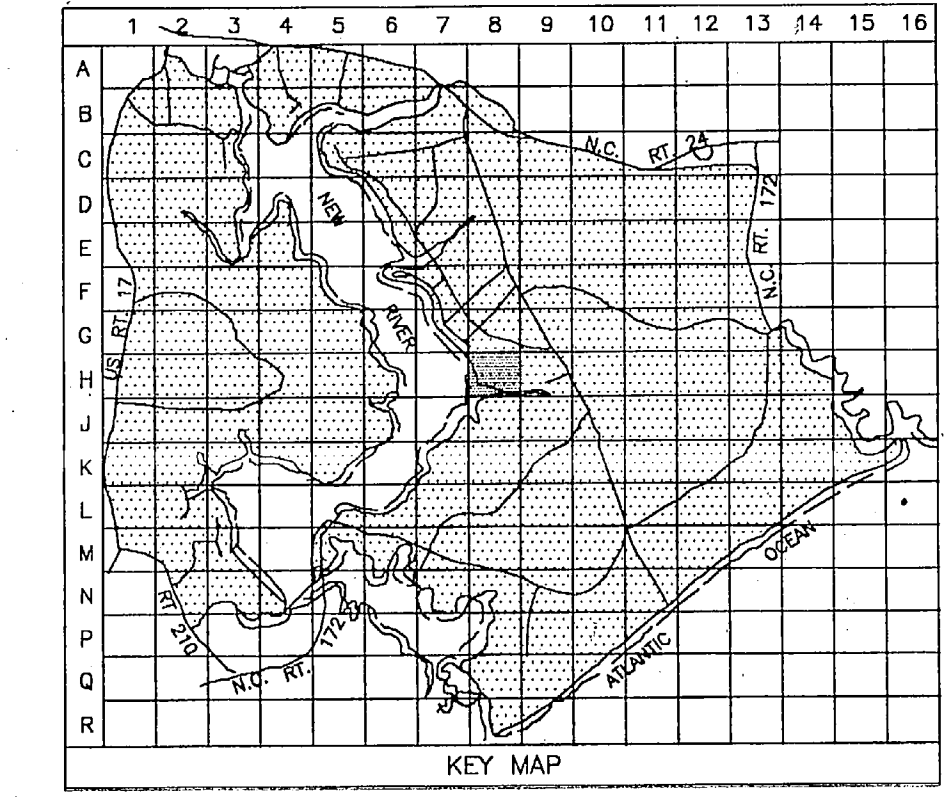 1 2 3 4 5 6 7 8 9 10 11 12 13 14 15 16
A
B
N.C. RT. 24
C
D
NEW
N.C. RT. 172
E
F
US RT. 17
RIVER
G
H
J
K
L
OCEAN
M
N
RT 210
172
P
ATLANTIC
N.C. RT.
Q
R
KEY MAP